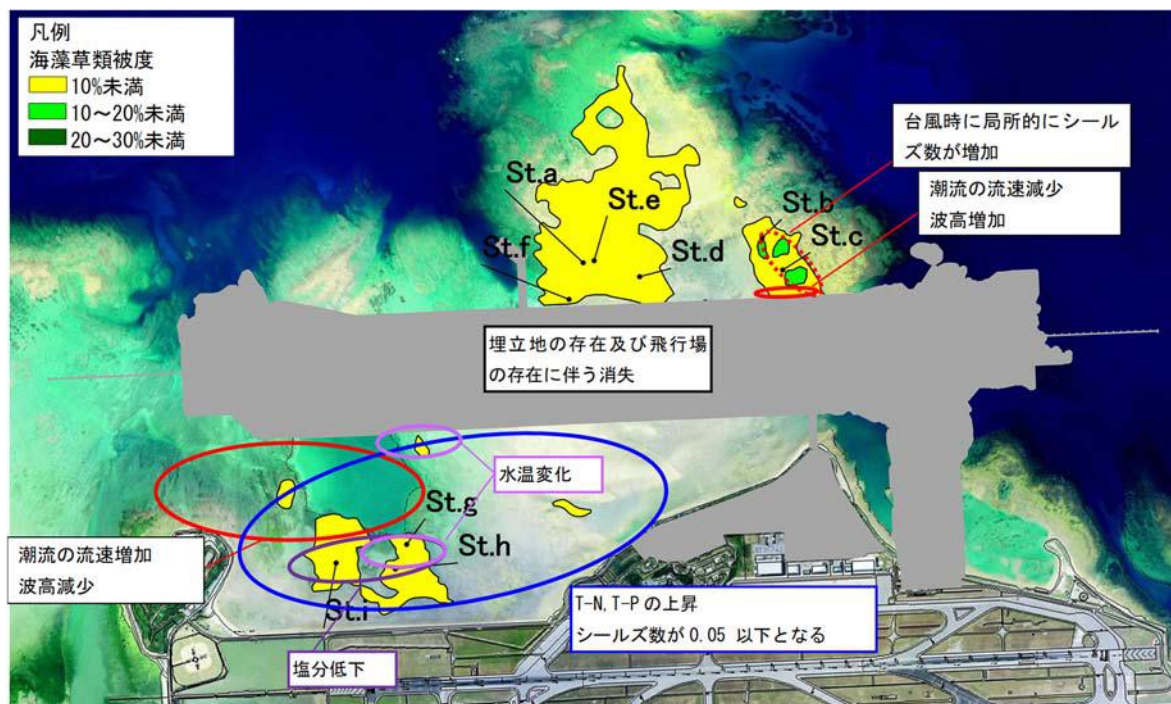 凡例
海藻草類被度
10%未満
10～20%未満
20～30%未満
台風時に局所的にシール
ズ数が増加
潮流の流速減少
波高増加
St.a
St.e
St.b
St.c
St.f
St.d
埋立地の存在及び飛行場
の存在に伴う消失
水温変化
St.g
St.h
潮流の流速増加
波高減少
St.i
T-N,T-Pの上昇
シールズ数が0.05 以下となる
塩分低下